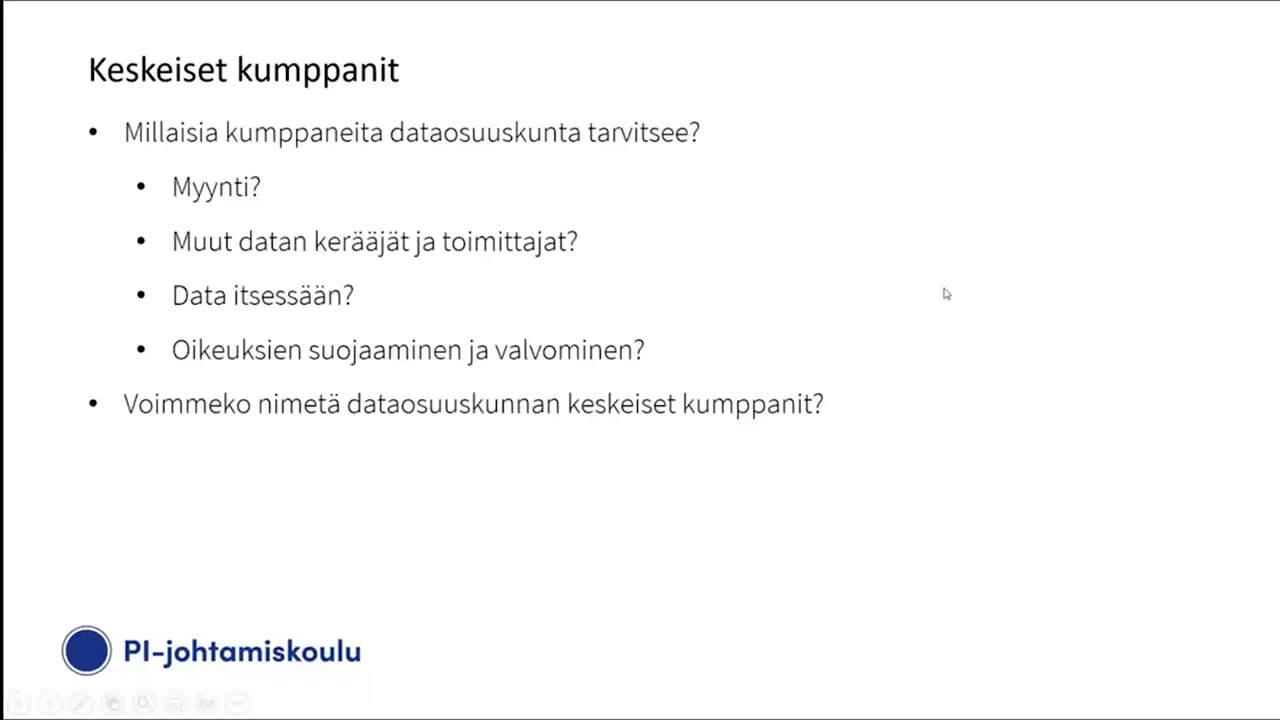 Keskeiset kumppanit
• Millaisia kumppaneita dataosuuskunta tarvitsee?
• Myynti?
• Muut datan kerääjät ja toimittajat?
• Data itsessään?
• Oikeuksien suojaaminen ja valvominen?
• Voimmeko nimetä dataosuuskunnan keskeiset kumppanit?
PI-johtamiskoulu